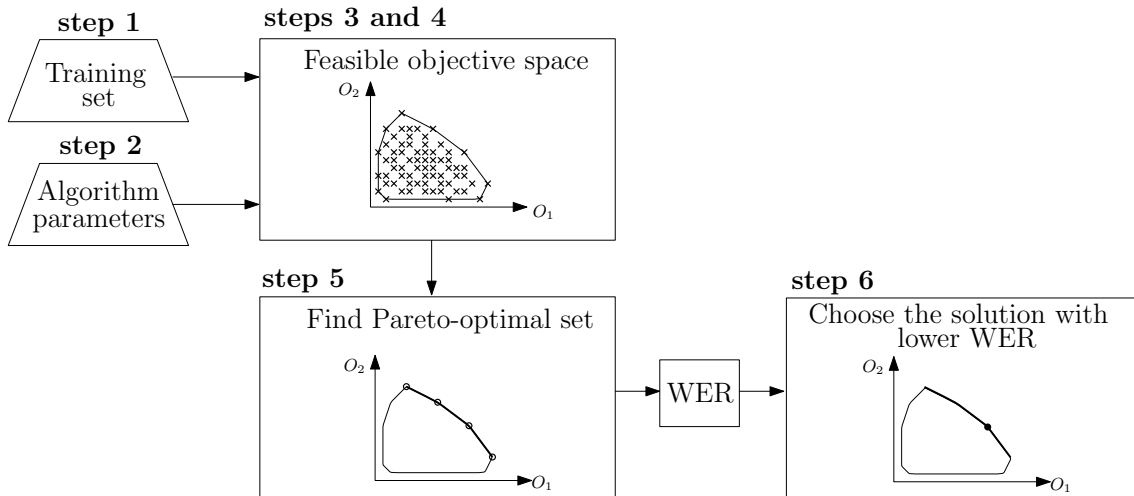 step 1
Training
set
step 2
Algorithm
parameters
steps 3 and 4
Feasible objective space
O2
O1
step 5
Find Pareto-optimal set
O2
O1
WER
step 6
Choose the solution with
lower WER
O2
O1